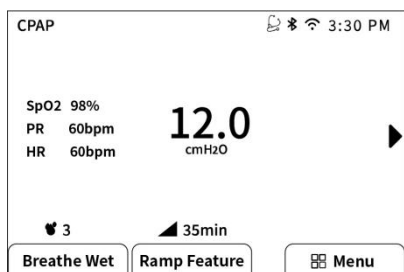 CPAP 3:30 PM
SpO2 98%
PR 60bpm
HR 60bpm
12.0
cmH2O
3 35min
Breathe Wet Ramp Feature Menu